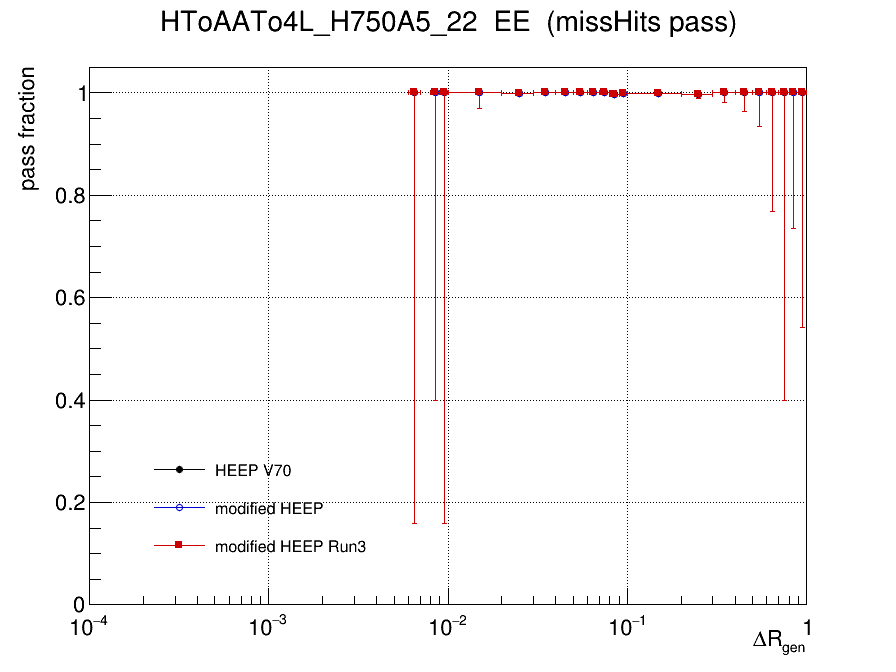 HToAATo4L_H750A5_22 EE (missHits pass)
pass fraction
1
0.8
0.6
0.4
0.2
0
HEEP V70
modified HEEP
modified HEEP Run3
10⁻⁴ 10⁻³ 10⁻² 10⁻¹ 1
ΔR_gen